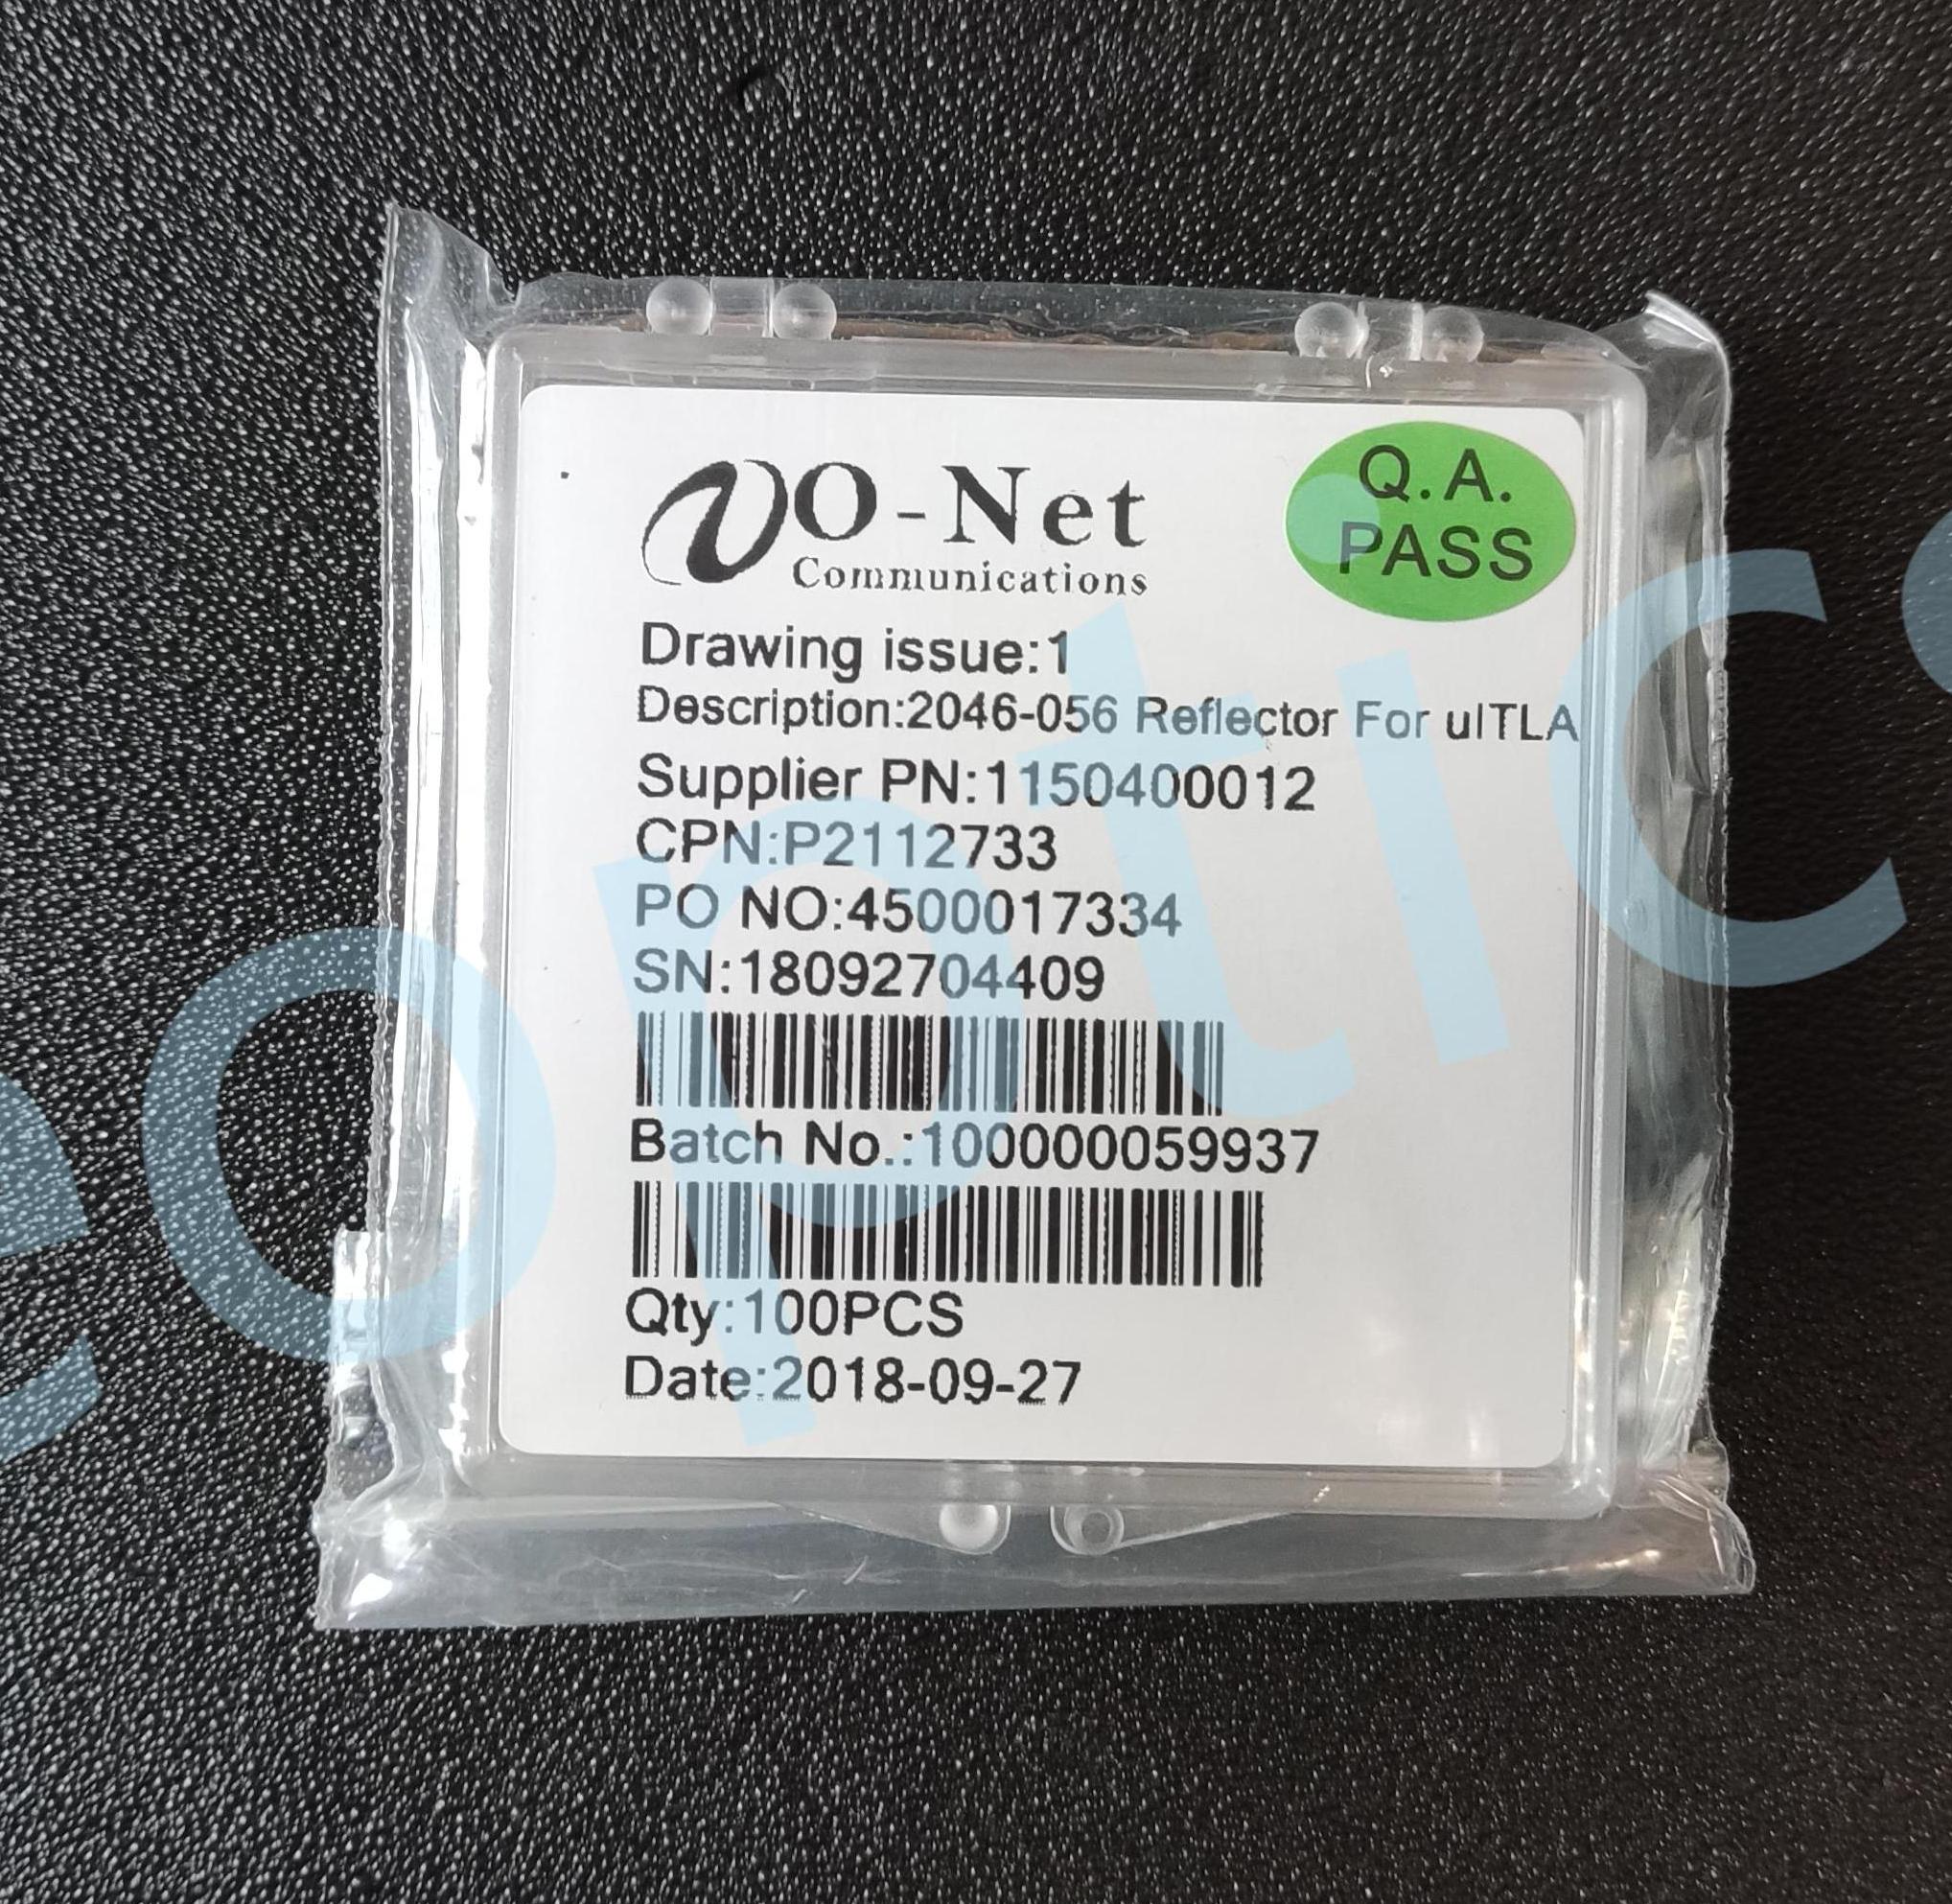 O-Net
Communications
Q.A.
PASS
Drawing issue:1
Description:2046-056 Reflector For uITLA
Supplier PN:1150400012
CPN:P2112733
PO NO:4500017334
SN:18092704409
Batch No.:100000059937
Qty:100PCS
Date:2018-09-27
eoptics